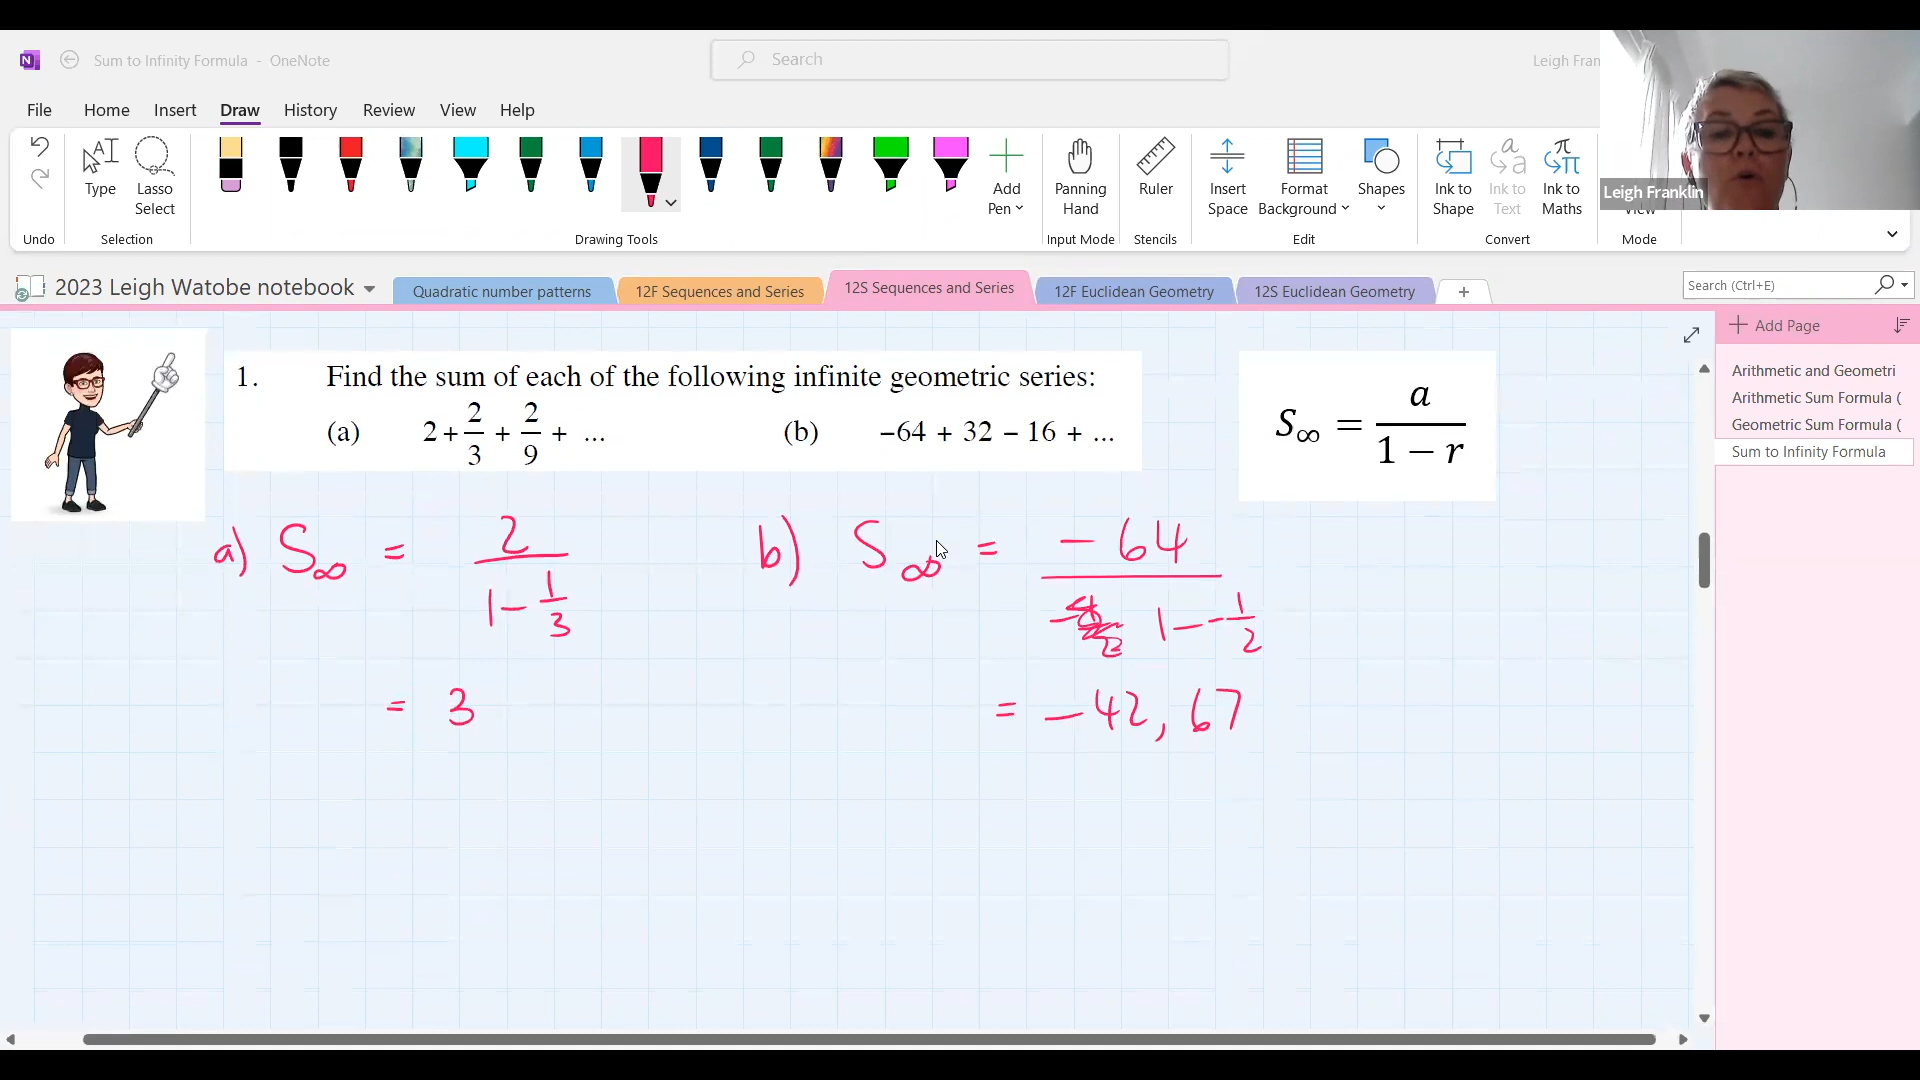 Sum to Infinity Formula - OneNote
Search
Leigh Fran
File Home Insert Draw History Review View Help
Undo
Type
Lasso Select
Selection
Drawing Tools
Add Pen
Panning Hand
Input Mode
Ruler
Stencils
Insert Space
Format Background
Shapes
Edit
Ink to Shape
Ink to Text
Ink to Maths
Convert
View
Mode
Leigh Franklin
2023 Leigh Watobe notebook
Quadratic number patterns
12F Sequences and Series
12S Sequences and Series
12F Euclidean Geometry
12S Euclidean Geometry
+
Search (Ctrl+E)
Add Page
Arithmetic and Geometri
Arithmetic Sum Formula (
Geometric Sum Formula (
Sum to Infinity Formula
1. Find the sum of each of the following infinite geometric series:
(a) 2 + 2/3 + 2/9 + ... (b) −64 + 32 − 16 + ...
S∞ = a/(1 − r)
a) S∞ = 2/(1 − 1/3)
= 3
b) S∞ = −64/(1 − −1/2)
= −42,67